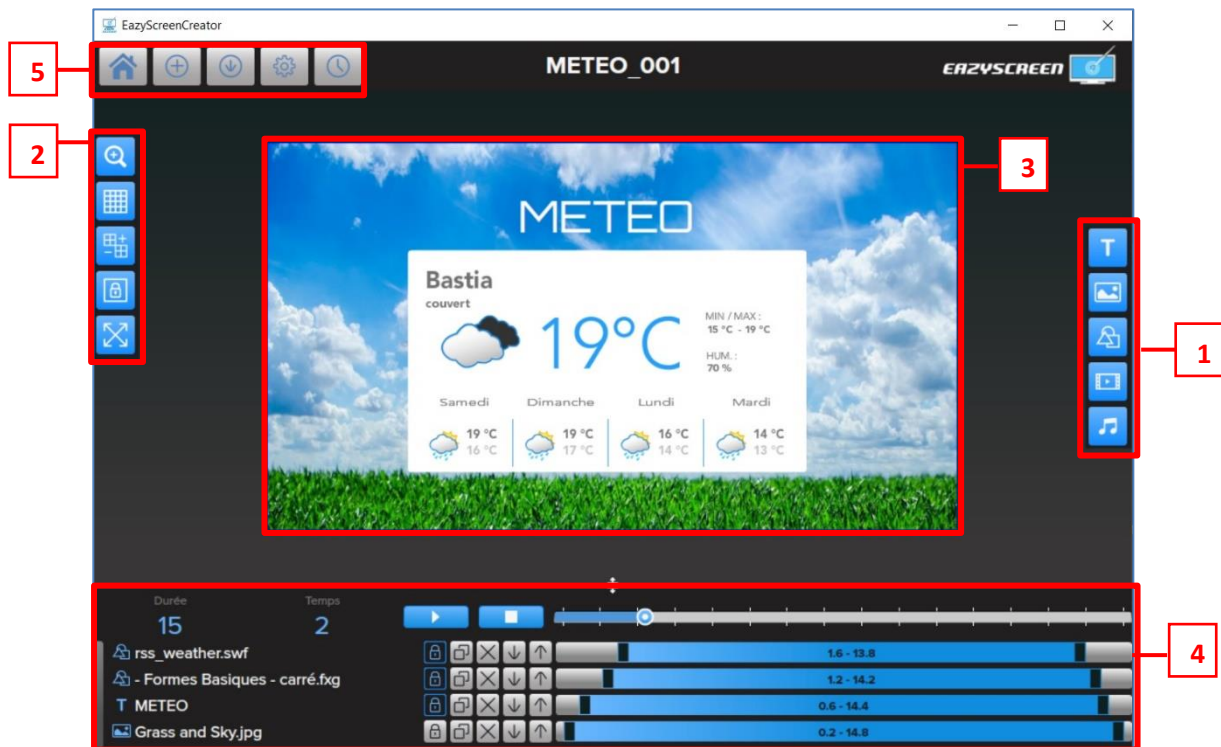 EazyScreenCreator
5
METEO_001
EAZYSCREEN
2
3
METEO
Bastia
couvert
19°C
MIN / MAX :
15 °C - 19 °C
HUM. :
70 %
Samedi Dimanche Lundi Mardi
19 °C 19 °C 16 °C 14 °C
16 °C 17 °C 14 °C 13 °C
T
1
Durée Temps
15 2
rss_weather.swf 1.6 - 13.8
- Formes Basiques - carré.fxg 1.2 - 14.2
T METEO 0.6 - 14.4
Grass and Sky.jpg 0.2 - 14.8
4